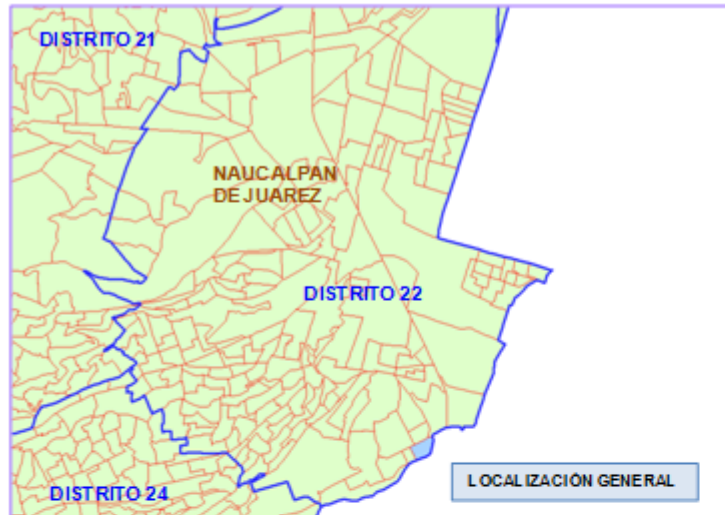 DISTRITO 21
NAUCALPAN
DE JUAREZ
DISTRITO 22
LOCALIZACIÓN GENERAL
DISTRITO 24